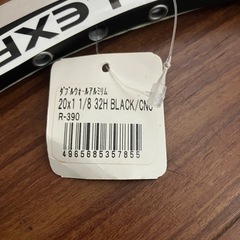 EXP
ﾀﾞﾌﾞﾙｳｫｰﾙｱﾙﾐﾘﾑ
20x1 1/8 32H BLACK/CNC
R-390
4965685357855